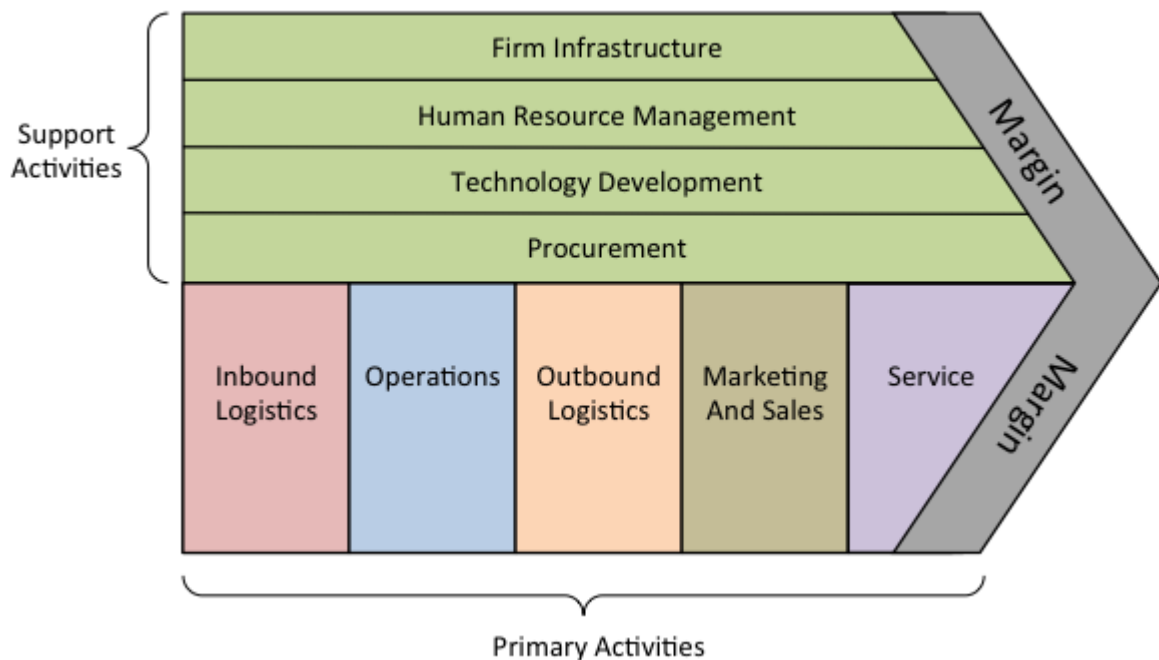 Firm Infrastructure
Human Resource Management
Technology Development
Procurement
Support
Activities
Margin
Inbound
Logistics
Operations
Outbound
Logistics
Marketing
And Sales
Service
Margin
Primary Activities